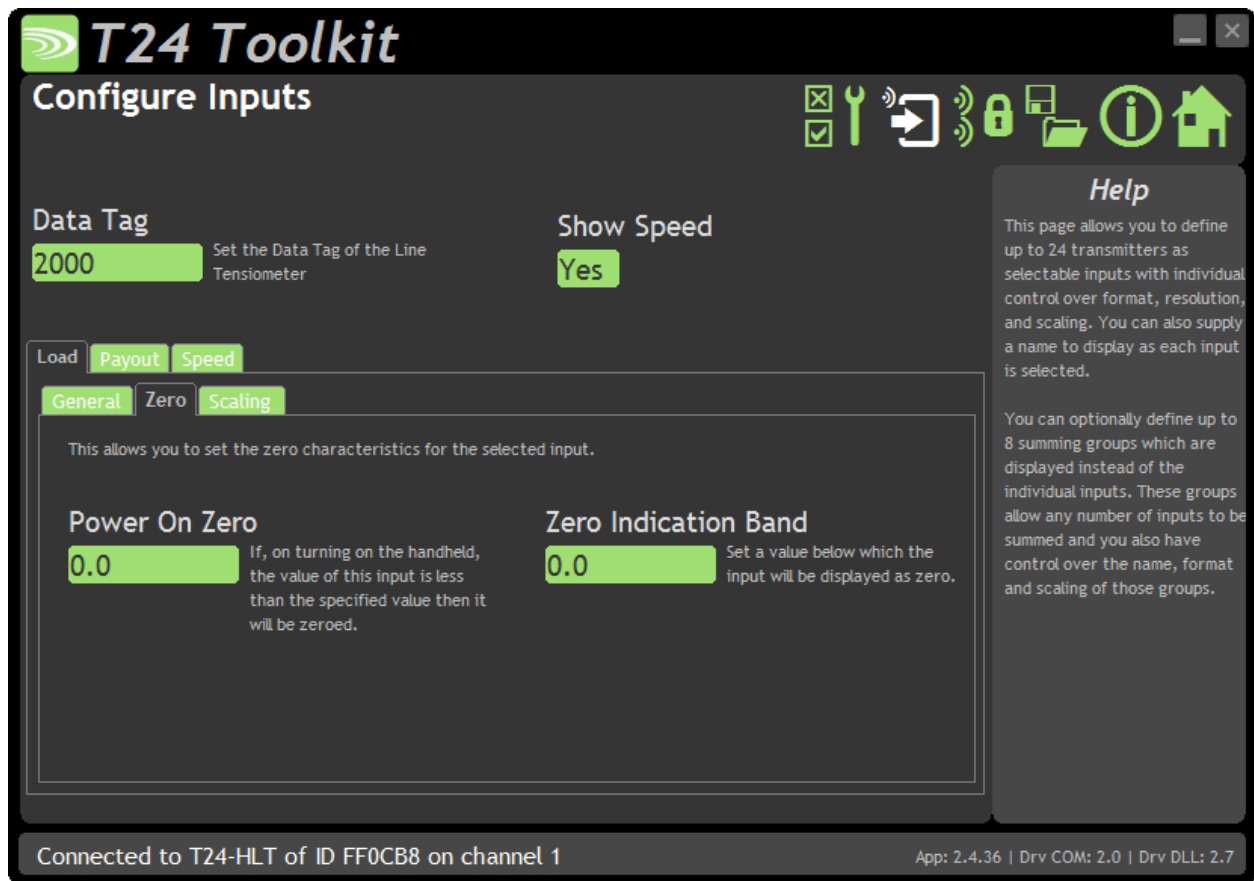 T24 Toolkit
Configure Inputs
Data Tag
2000
Set the Data Tag of the Line
Tensiometer
Show Speed
Yes
Load
Payout
Speed
General
Zero
Scaling
This allows you to set the zero characteristics for the selected input.
Power On Zero
0.0
If, on turning on the handheld,
the value of this input is less
than the specified value then it
will be zeroed.
Zero Indication Band
0.0
Set a value below which the
input will be displayed as zero.
Help
This page allows you to define
up to 24 transmitters as
selectable inputs with individual
control over format, resolution,
and scaling. You can also supply
a name to display as each input
is selected.
You can optionally define up to
8 summing groups which are
displayed instead of the
individual inputs. These groups
allow any number of inputs to be
summed and you also have
control over the name, format
and scaling of those groups.
Connected to T24-HLT of ID FF0CB8 on channel 1
App: 2.4.36 | Drv COM: 2.0 | Drv DLL: 2.7